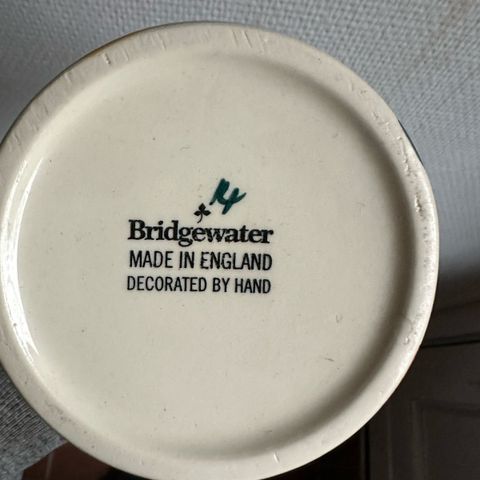 Bridgewater
MADE IN ENGLAND
DECORATED BY HAND